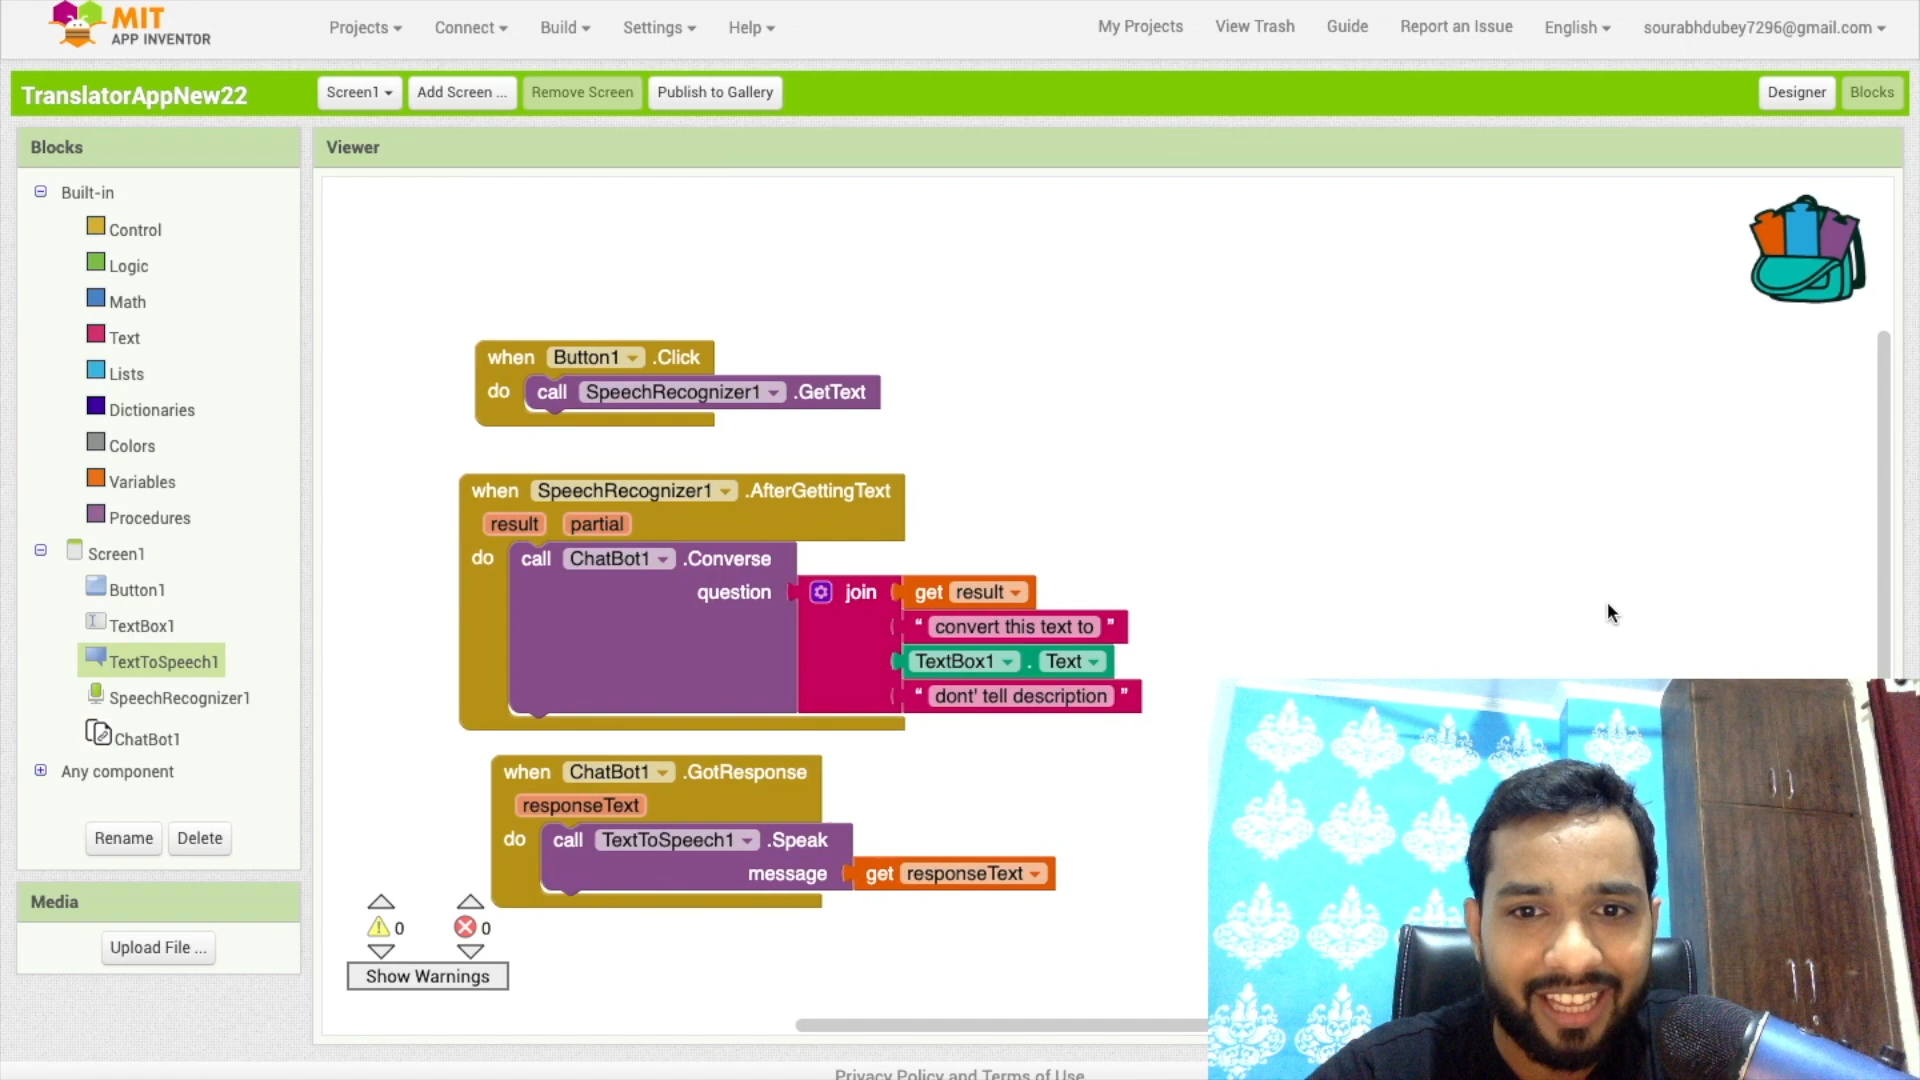 MIT
APP INVENTOR
Projects
Connect
Build
Settings
Help
My Projects
View Trash
Guide
Report an Issue
English
sourabhdubey7296@gmail.com
TranslatorAppNew22
Screen1
Add Screen ...
Remove Screen
Publish to Gallery
Designer
Blocks
Blocks
Viewer
Built-in
Control
Logic
Math
Text
Lists
Dictionaries
Colors
Variables
Procedures
Screen1
Button1
TextBox1
TextToSpeech1
SpeechRecognizer1
ChatBot1
Any component
Rename
Delete
Media
Upload File ...
when Button1 .Click
do call SpeechRecognizer1 .GetText
when SpeechRecognizer1 .AfterGettingText
result partial
do call ChatBot1 .Converse
question join get result
“ convert this text to ”
TextBox1 . Text
“ dont' tell description ”
when ChatBot1 .GotResponse
responseText
do call TextToSpeech1 .Speak
message get responseText
0 0
Show Warnings
Privacy Policy and Terms of Use